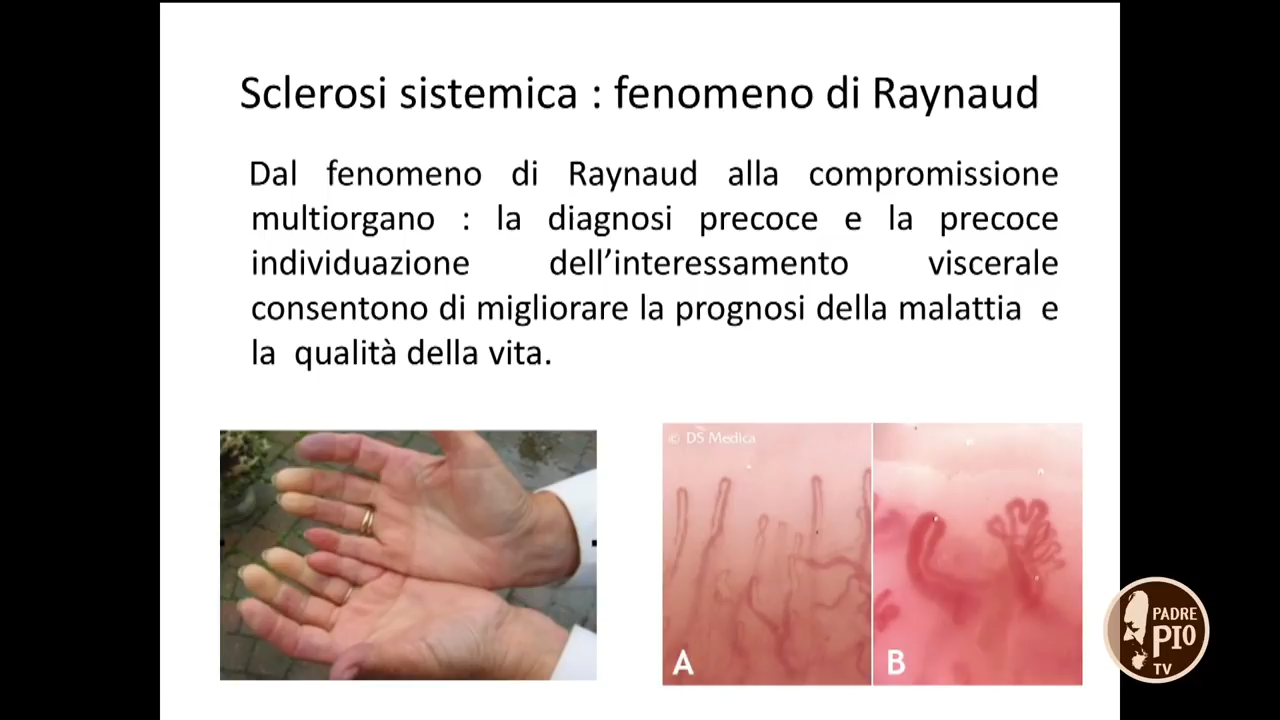 Sclerosi sistemica : fenomeno di Raynaud
Dal fenomeno di Raynaud alla compromissione
multiorgano : la diagnosi precoce e la precoce
individuazione dell’interessamento viscerale
consentono di migliorare la prognosi della malattia e
la qualità della vita.
© DS Medica
A
B
PADRE
PIO
TV